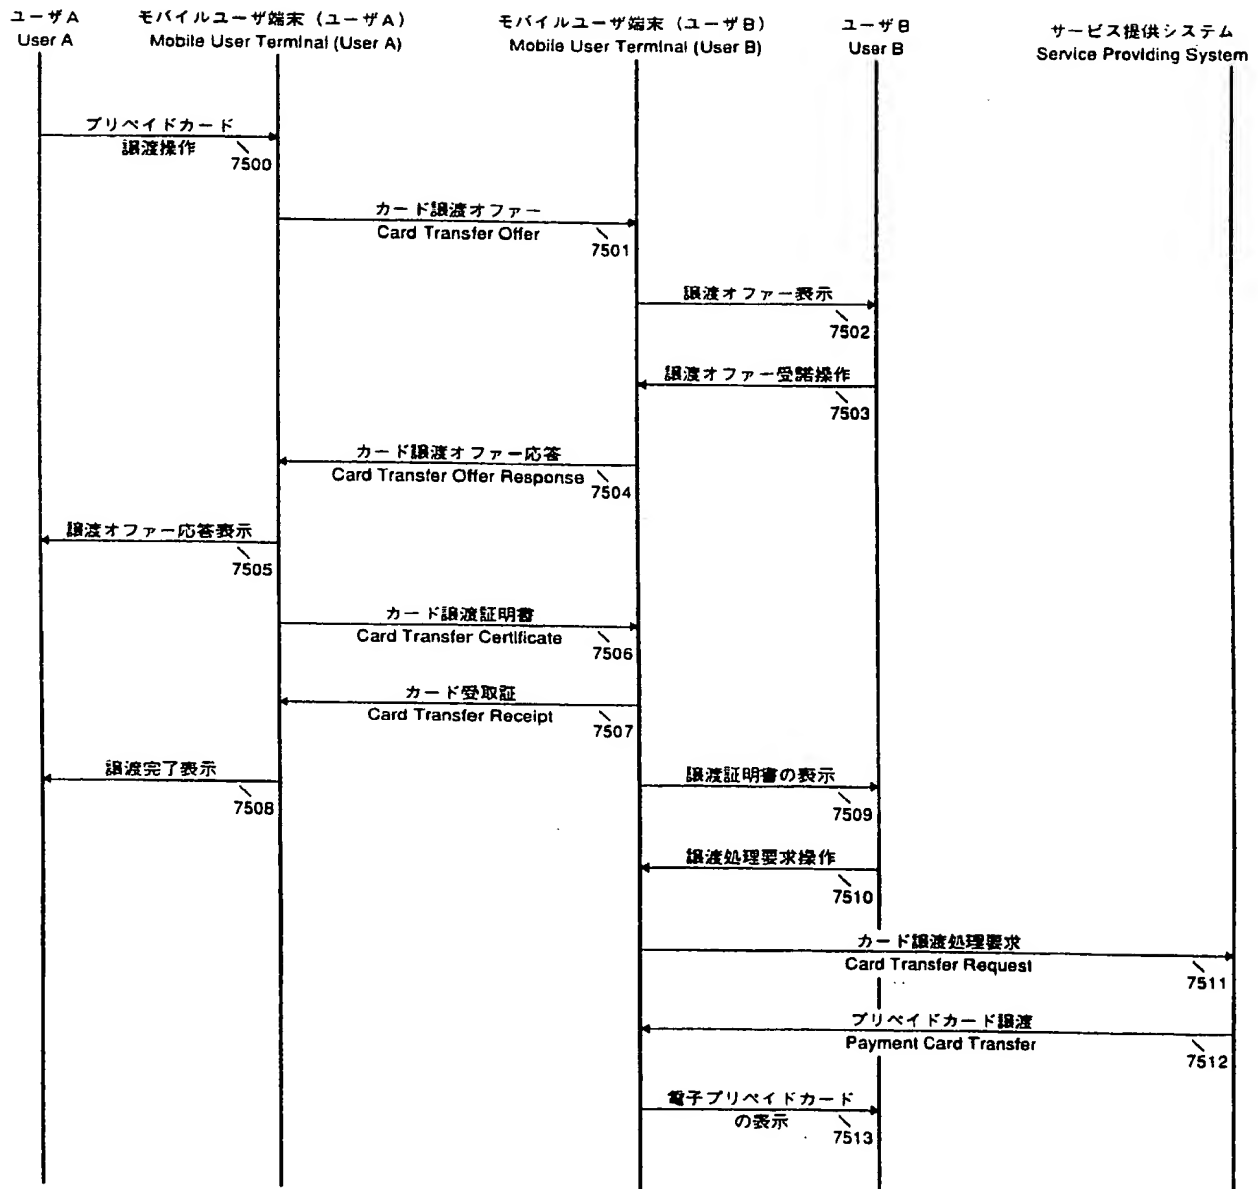 ユーザA
User A
モバイルユーザ端末（ユーザA）
Mobile User Terminal (User A)
モバイルユーザ端末（ユーザB）
Mobile User Terminal (User B)
ユーザB
User B
サービス提供システム
Service Providing System
プリペイドカード
譲渡操作
7500
カード譲渡オファー
Card Transfer Offer
7501
譲渡オファー表示
7502
譲渡オファー受諾操作
7503
カード譲渡オファー応答
Card Transfer Offer Response
7504
譲渡オファー応答表示
7505
カード譲渡証明書
Card Transfer Certificate
7506
カード受取証
Card Transfer Receipt
7507
譲渡完了表示
7508
譲渡証明書の表示
7509
譲渡処理要求操作
7510
カード譲渡処理要求
Card Transfer Request
7511
プリペイドカード譲渡
Payment Card Transfer
7512
電子プリペイドカード
の表示
7513